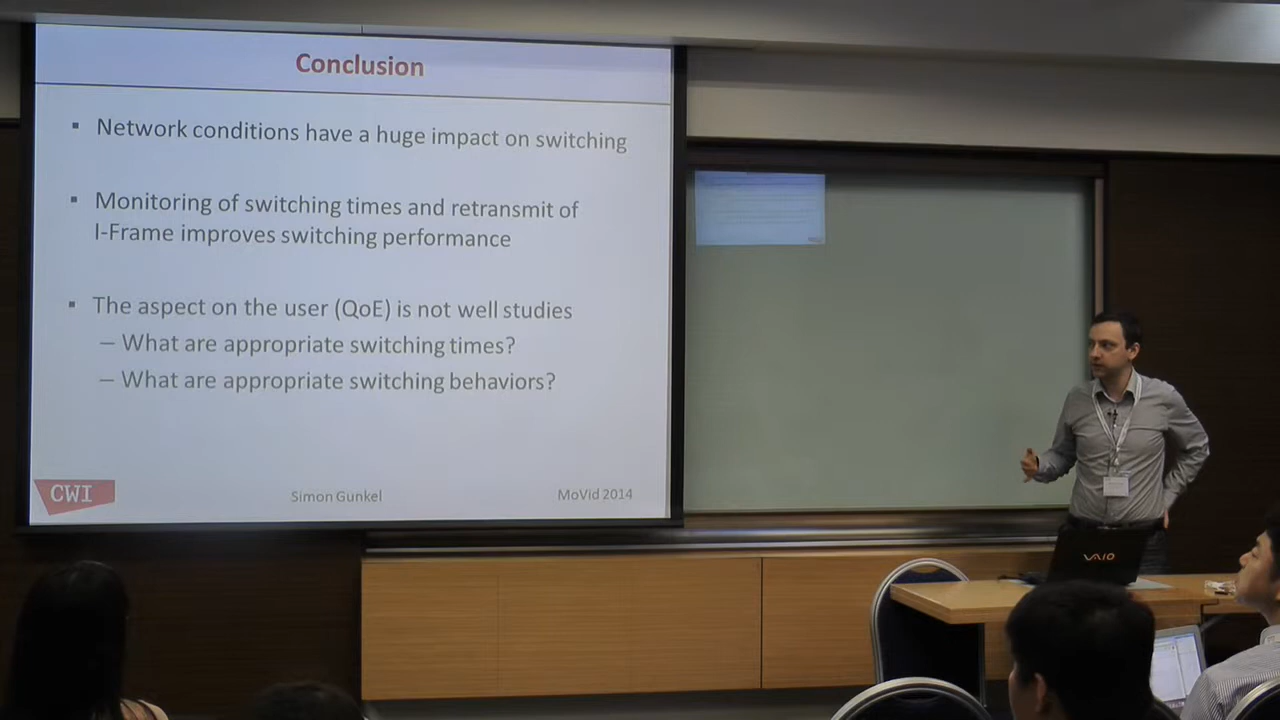 Conclusion
▪ Network conditions have a huge impact on switching
▪ Monitoring of switching times and retransmit of
I-Frame improves switching performance
▪ The aspect on the user (QoE) is not well studies
– What are appropriate switching times?
– What are appropriate switching behaviors?
CWI
Simon Gunkel
MoVid 2014
VAIO